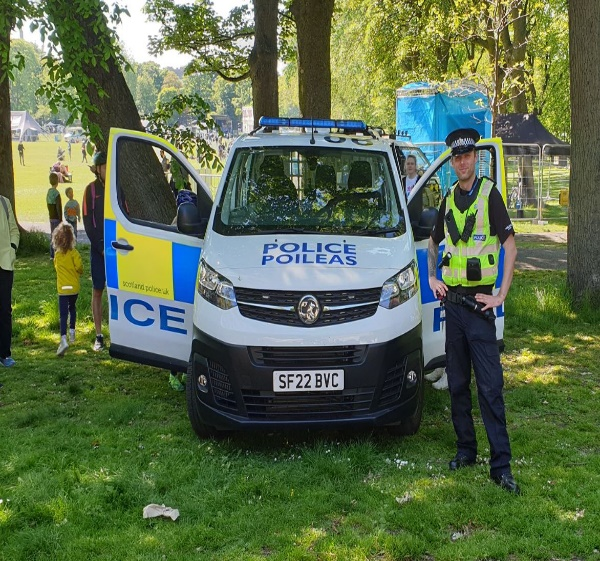 POLICE
POILEAS
scotland.police.uk
ICE
SF22 BVC